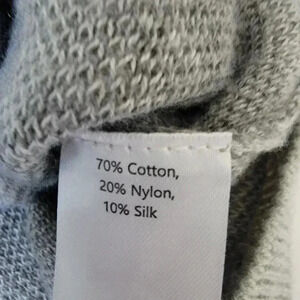 70% Cotton,
20% Nylon,
10% Silk